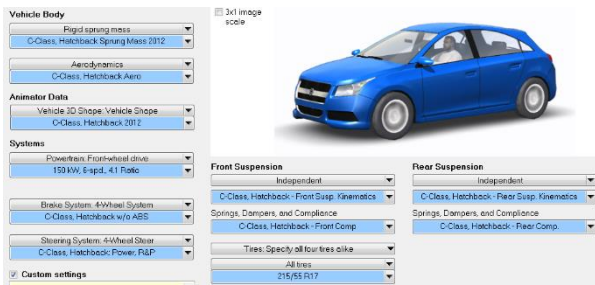 Vehicle Body
Rigid sprung mass
C-Class, Hatchback Sprung Mass 2012
Aerodynamics
C-Class, Hatchback Aero
Animator Data
Vehicle 3D Shape: Vehicle Shape
C-Class, Hatchback 2012
Systems
Powertrain: Front-wheel drive
150 kW, 6-spd., 4.1 Ratio
Brake System: 4-Wheel System
C-Class, Hatchback w/o ABS
Steering System: 4-Wheel Steer
C-Class, Hatchback: Power, R&P
Custom settings
3x1 image
scale
Front Suspension
Independent
C-Class, Hatchback - Front Susp. Kinematics
Springs, Dampers, and Compliance
C-Class, Hatchback - Front Comp
Tires: Specify all four tires alike
All tires
215/55 R17
Rear Suspension
Independent
C-Class, Hatchback - Rear Susp. Kinematics
Springs, Dampers, and Compliance
C-Class, Hatchback - Rear Comp.